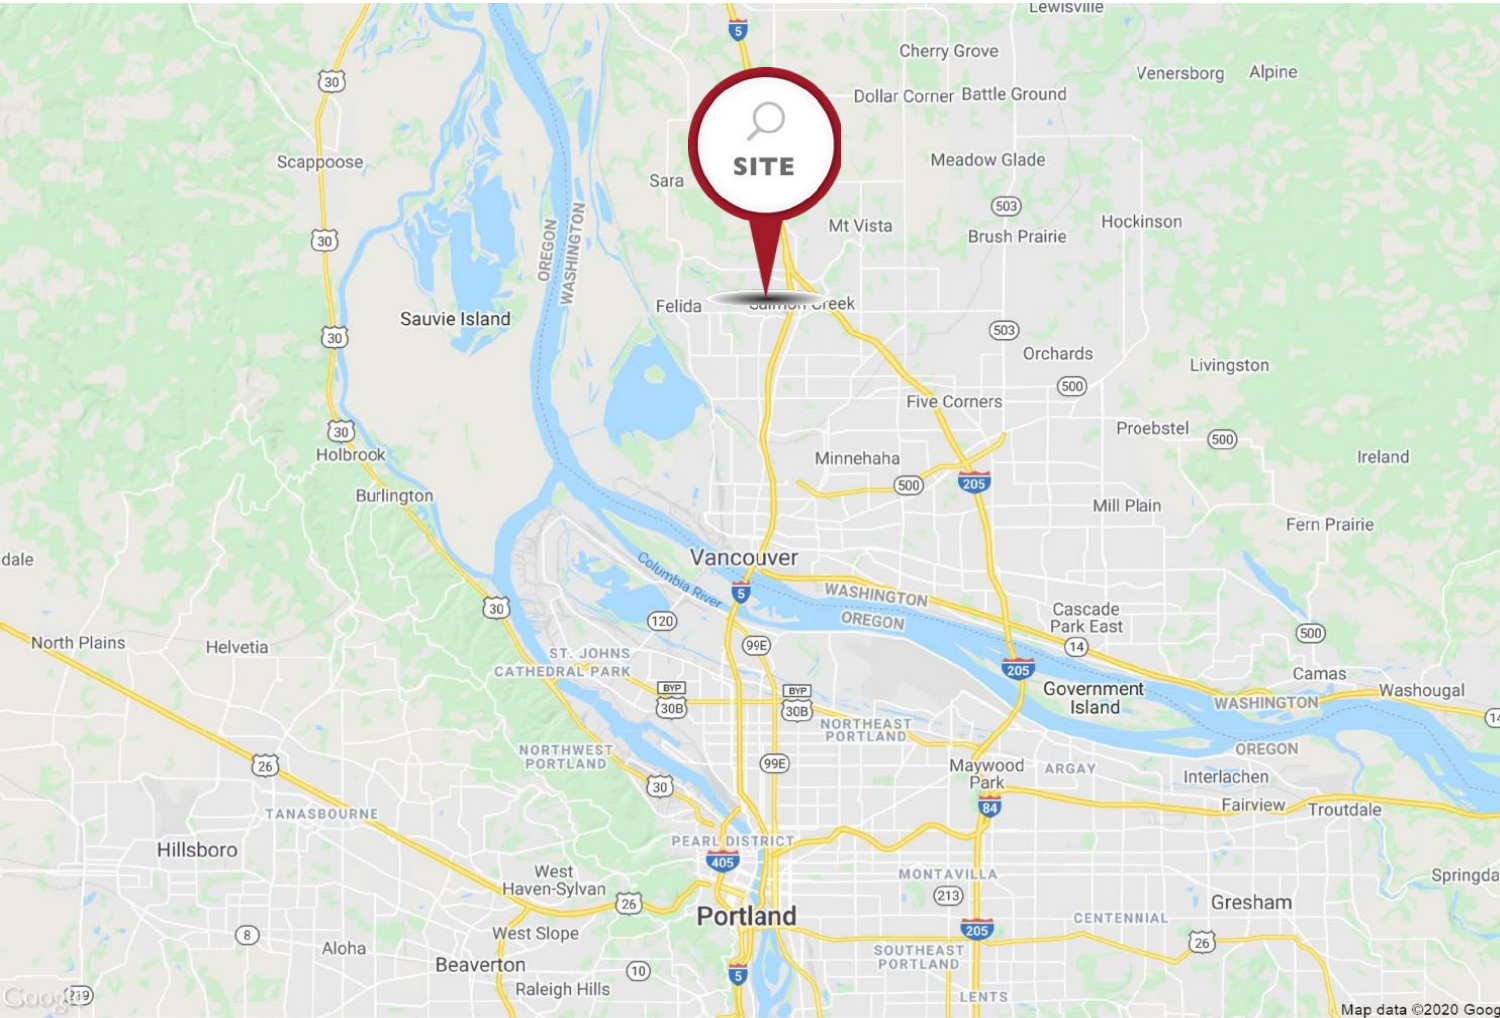 Lewisville
5
Cherry Grove
Venersborg
Alpine
30
Dollar Corner
Battle Ground
SITE
Scappoose
Meadow Glade
Sara
503
30
Mt Vista
Hockinson
Brush Prairie
OREGON
WASHINGTON
Felida
Salmon Creek
Sauvie Island
30
503
Orchards
Livingston
500
Five Corners
30
Proebstel
500
Holbrook
Minnehaha
Ireland
500
205
Burlington
Mill Plain
Fern Prairie
dale
Vancouver
Columbia River
5
WASHINGTON
OREGON
30
120
Cascade
Park East
500
North Plains
Helvetia
99E
14
ST. JOHNS
CATHEDRAL PARK
205
Camas
BYP
30B
BYP
30B
Government
Island
Washougal
WASHINGTON
14
NORTHEAST
PORTLAND
OREGON
NORTHWEST
PORTLAND
26
99E
Maywood
Park
ARGAY
Interlachen
30
84
Fairview
Troutdale
TANASBOURNE
PEARL DISTRICT
Hillsboro
405
West
Haven-Sylvan
MONTAVILLA
Springda
26
213
Gresham
Portland
CENTENNIAL
8
West Slope
205
26
Aloha
SOUTHEAST
PORTLAND
Beaverton
10
5
Raleigh Hills
LENTS
Goog
219
Map data ©2020 Goog